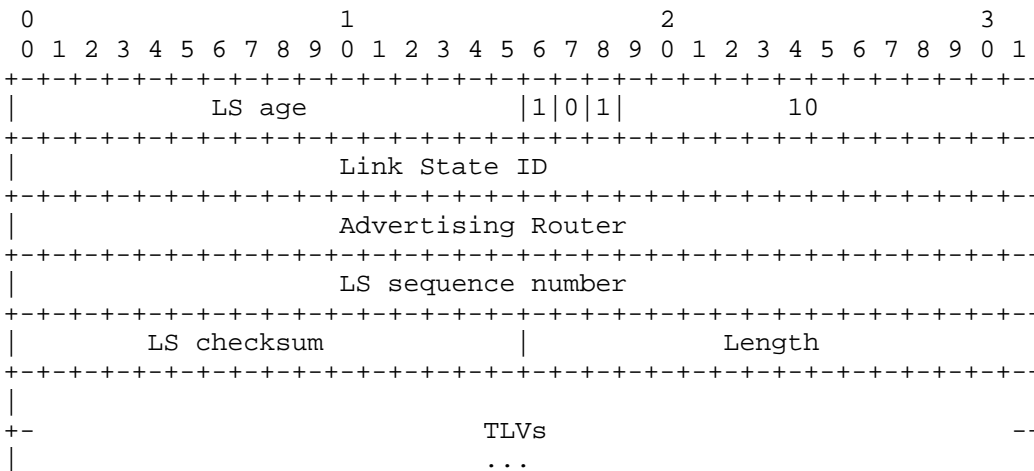 0                   1                   2                   3
 0 1 2 3 4 5 6 7 8 9 0 1 2 3 4 5 6 7 8 9 0 1 2 3 4 5 6 7 8 9 0 1
+-+-+-+-+-+-+-+-+-+-+-+-+-+-+-+-+-+-+-+-+-+-+-+-+-+-+-+-+-+-+-+--
|            LS age             |1|0|1|          10
+-+-+-+-+-+-+-+-+-+-+-+-+-+-+-+-+-+-+-+-+-+-+-+-+-+-+-+-+-+-+-+--
|                    Link State ID
+-+-+-+-+-+-+-+-+-+-+-+-+-+-+-+-+-+-+-+-+-+-+-+-+-+-+-+-+-+-+-+--
|                    Advertising Router
+-+-+-+-+-+-+-+-+-+-+-+-+-+-+-+-+-+-+-+-+-+-+-+-+-+-+-+-+-+-+-+--
|                    LS sequence number
+-+-+-+-+-+-+-+-+-+-+-+-+-+-+-+-+-+-+-+-+-+-+-+-+-+-+-+-+-+-+-+--
|        LS checksum            |            Length
+-+-+-+-+-+-+-+-+-+-+-+-+-+-+-+-+-+-+-+-+-+-+-+-+-+-+-+-+-+-+-+--
|
+-                            TLVs                             --
|                             ...